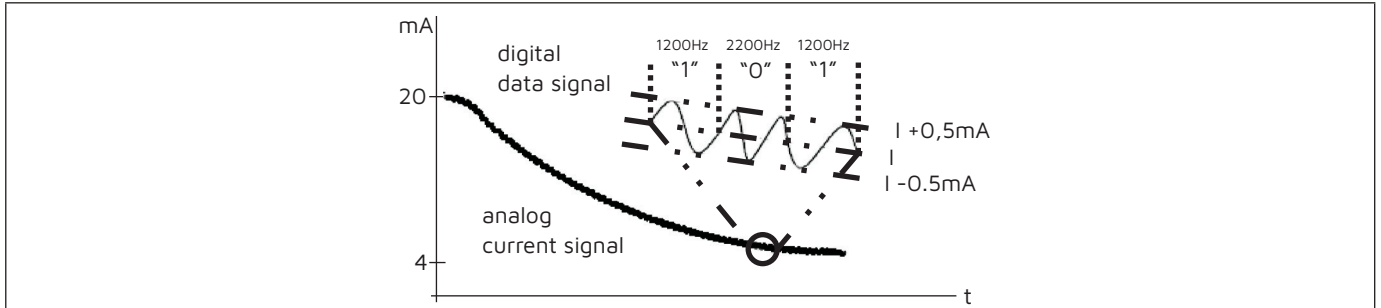 mA
digital
data signal
1200Hz 2200Hz 1200Hz
"1" "0" "1"
20
I +0,5mA
I
I -0.5mA
analog
current signal
4
t